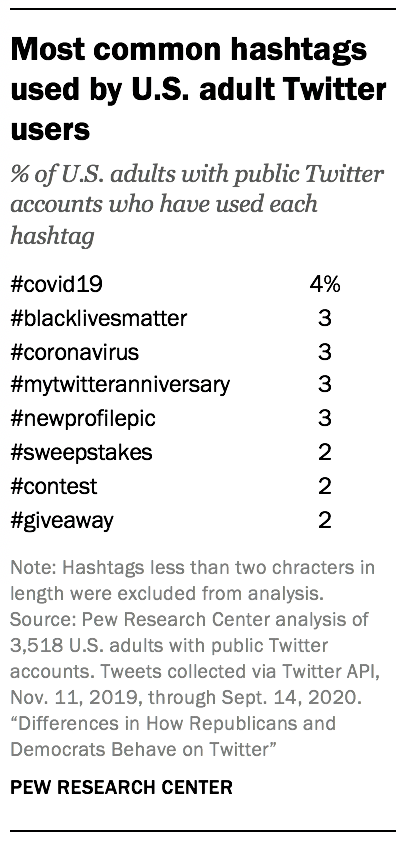 Most common hashtags
used by U.S. adult Twitter
users
% of U.S. adults with public Twitter
accounts who have used each
hashtag
#covid19 4%
#blacklivesmatter 3
#coronavirus 3
#mytwitteranniversary 3
#newprofilepic 3
#sweepstakes 2
#contest 2
#giveaway 2
Note: Hashtags less than two chracters in
length were excluded from analysis.
Source: Pew Research Center analysis of
3,518 U.S. adults with public Twitter
accounts. Tweets collected via Twitter API,
Nov. 11, 2019, through Sept. 14, 2020.
“Differences in How Republicans and
Democrats Behave on Twitter”
PEW RESEARCH CENTER